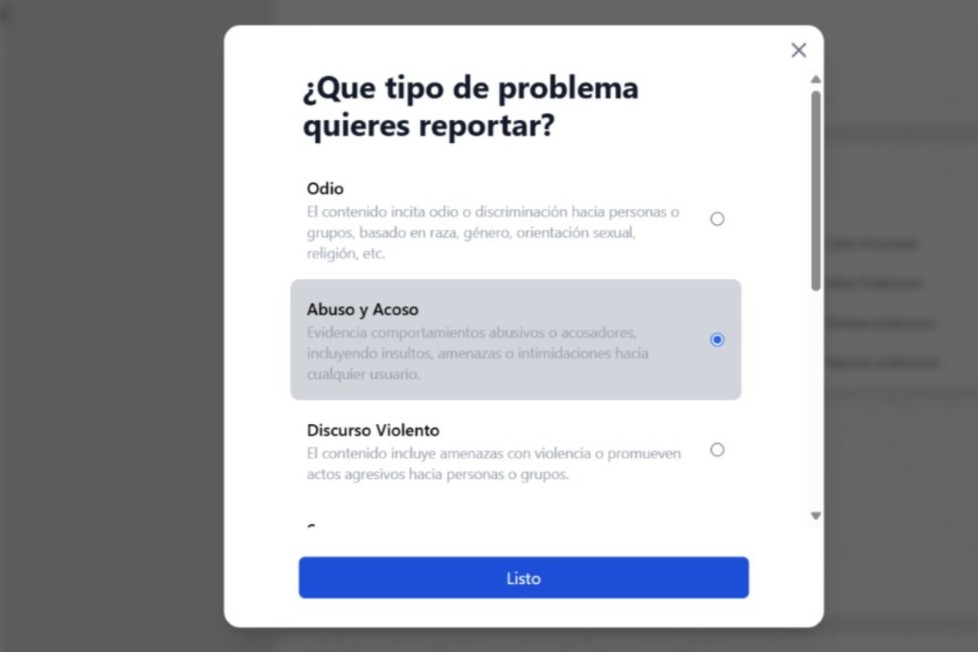 ¿Que tipo de problema
quieres reportar?
Odio
El contenido incita odio o discriminación hacia personas o
grupos, basado en raza, género, orientación sexual,
religión, etc.
Abuso y Acoso
Evidencia comportamientos abusivos o acosadores,
incluyendo insultos, amenazas o intimidaciones hacia
cualquier usuario.
Discurso Violento
El contenido incluye amenazas con violencia o promueven
actos agresivos hacia personas o grupos.
Listo